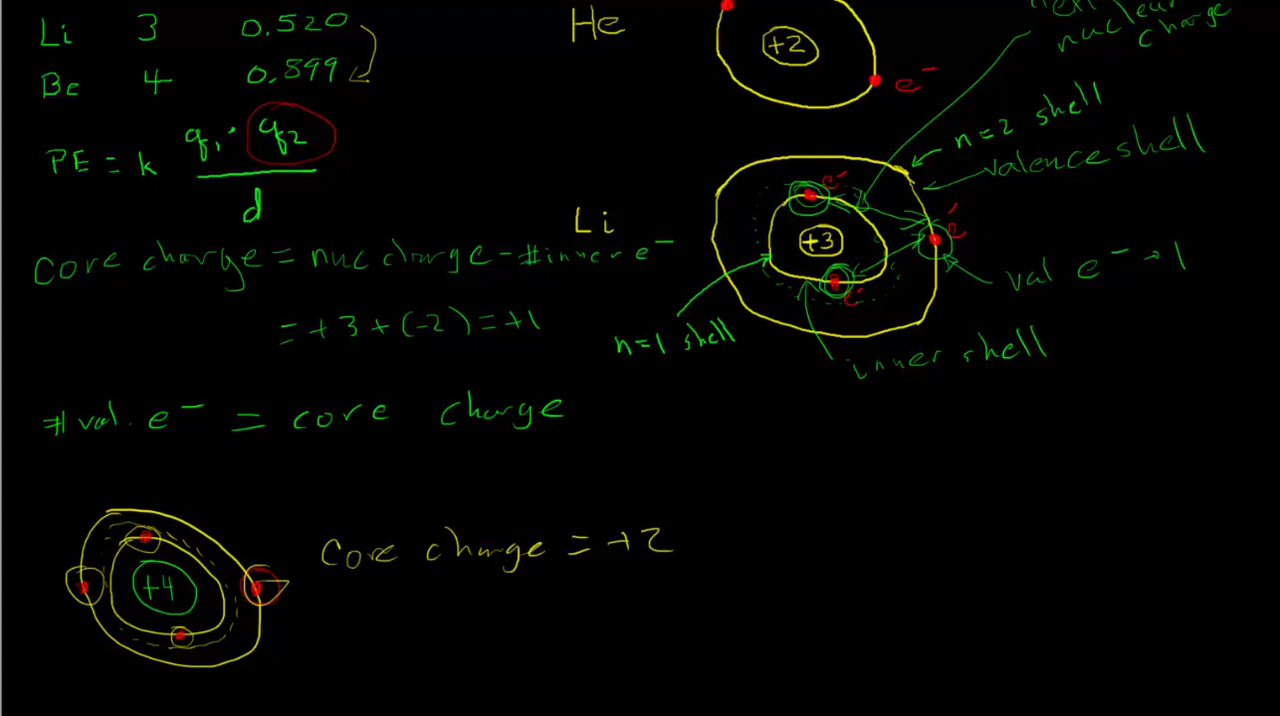 Li 3 0.520
Be 4 0.899
PE = k q₁ · q₂ / d
Core charge = nuc charge - # inner e⁻
= +3 + (-2) = +1
# val. e⁻ = core charge
+4
Core charge = +2
He
+2
e⁻
nuclear
charge
n=2 shell
valence shell
Li
+3
e⁻
e⁻
e⁻
val e⁻ → 1
n=1 shell
inner shell